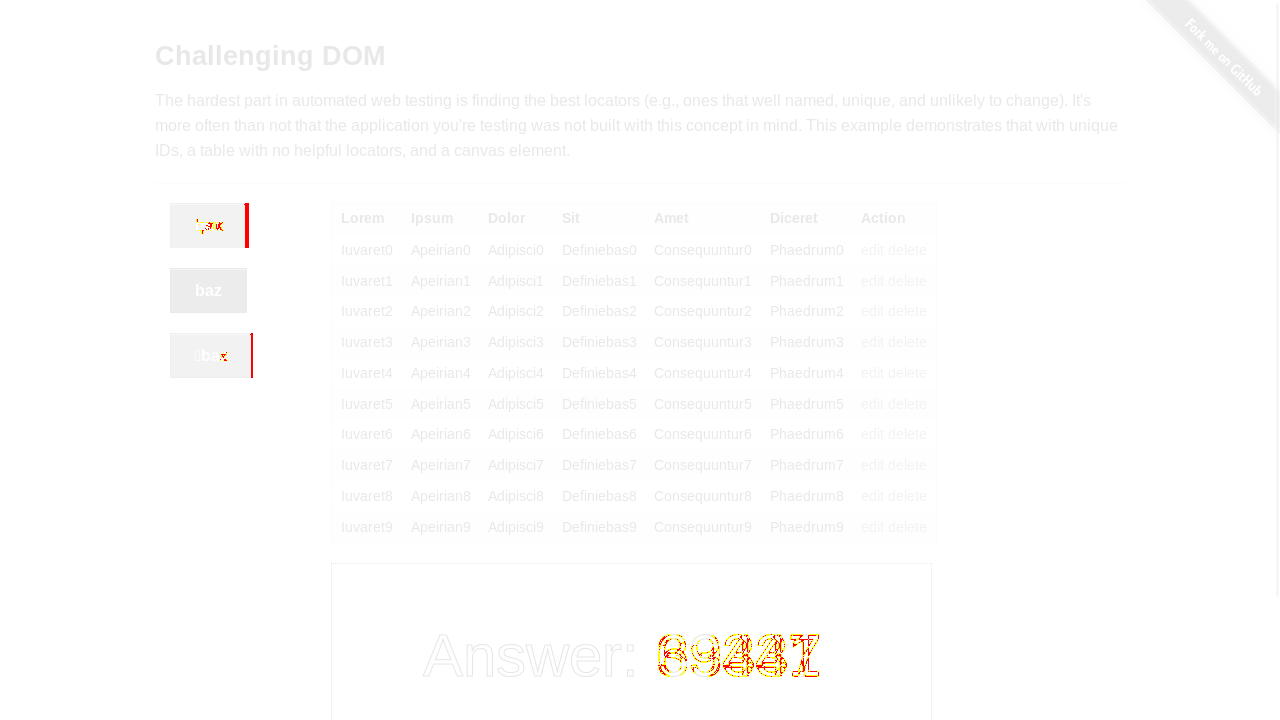 Fork me on GitHub
Challenging DOM
The hardest part in automated web testing is finding the best locators (e.g., ones that well named, unique, and unlikely to change). It's
more often than not that the application you're testing was not built with this concept in mind. This example demonstrates that with unique
IDs, a table with no helpful locators, and a canvas element.
baz
Lorem Ipsum Dolor Sit Amet Diceret Action
Iuvaret0 Apeirian0 Adipisci0 Definiebas0 Consequuntur0 Phaedrum0 edit delete
Iuvaret1 Apeirian1 Adipisci1 Definiebas1 Consequuntur1 Phaedrum1 edit delete
Iuvaret2 Apeirian2 Adipisci2 Definiebas2 Consequuntur2 Phaedrum2 edit delete
Iuvaret3 Apeirian3 Adipisci3 Definiebas3 Consequuntur3 Phaedrum3 edit delete
Iuvaret4 Apeirian4 Adipisci4 Definiebas4 Consequuntur4 Phaedrum4 edit delete
Iuvaret5 Apeirian5 Adipisci5 Definiebas5 Consequuntur5 Phaedrum5 edit delete
Iuvaret6 Apeirian6 Adipisci6 Definiebas6 Consequuntur6 Phaedrum6 edit delete
Iuvaret7 Apeirian7 Adipisci7 Definiebas7 Consequuntur7 Phaedrum7 edit delete
Iuvaret8 Apeirian8 Adipisci8 Definiebas8 Consequuntur8 Phaedrum8 edit delete
Iuvaret9 Apeirian9 Adipisci9 Definiebas9 Consequuntur9 Phaedrum9 edit delete
Answer: